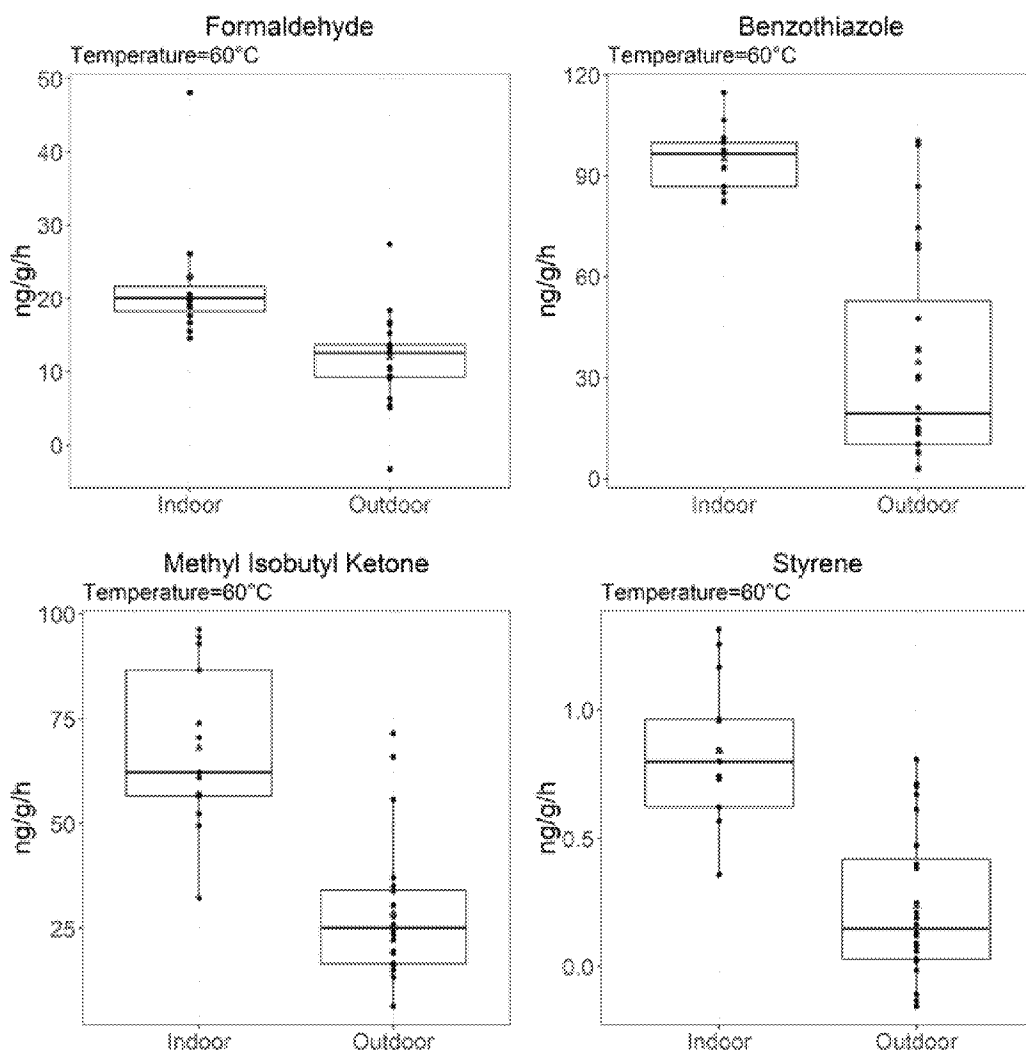 Formaldehyde
Temperature=60°C
ng/g/h
50
40
30
20
10
0
Indoor
Outdoor
Benzothiazole
Temperature=60°C
ng/g/h
120
90
60
30
0
Indoor
Outdoor
Methyl Isobutyl Ketone
Temperature=60°C
ng/g/h
100
75
50
25
Indoor
Outdoor
Styrene
Temperature=60°C
ng/g/h
1.0
0.5
0.0
Indoor
Outdoor